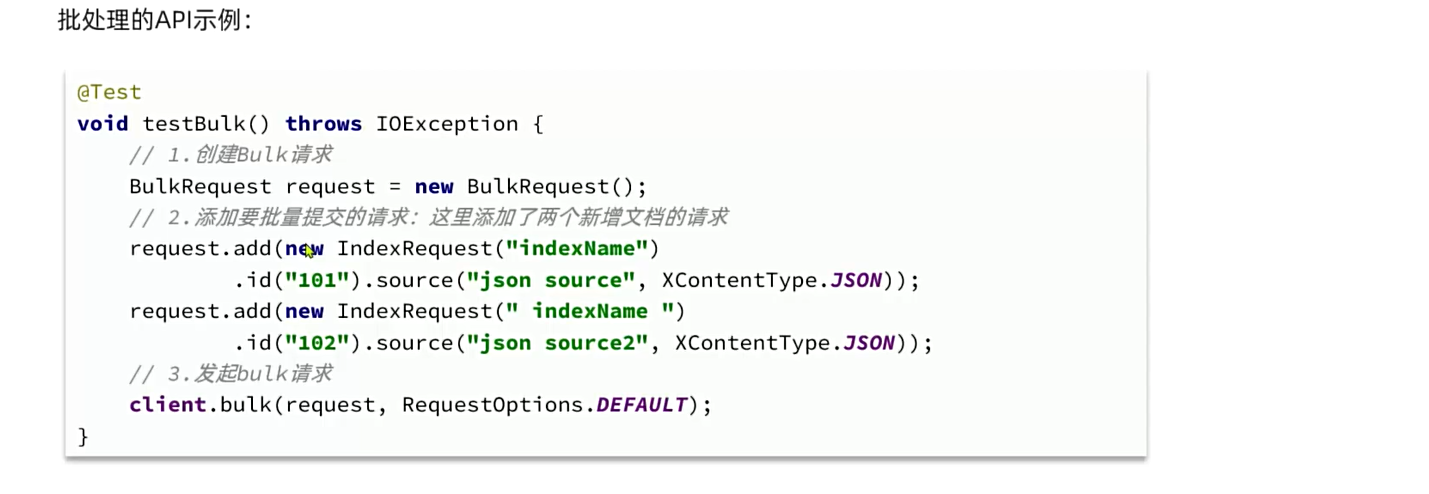 批处理的API示例：
@Test
void testBulk() throws IOException {
    // 1.创建Bulk请求
    BulkRequest request = new BulkRequest();
    // 2.添加要批量提交的请求：这里添加了两个新增文档的请求
    request.add(new IndexRequest("indexName")
            .id("101").source("json source", XContentType.JSON));
    request.add(new IndexRequest(" indexName ")
            .id("102").source("json source2", XContentType.JSON));
    // 3.发起bulk请求
    client.bulk(request, RequestOptions.DEFAULT);
}